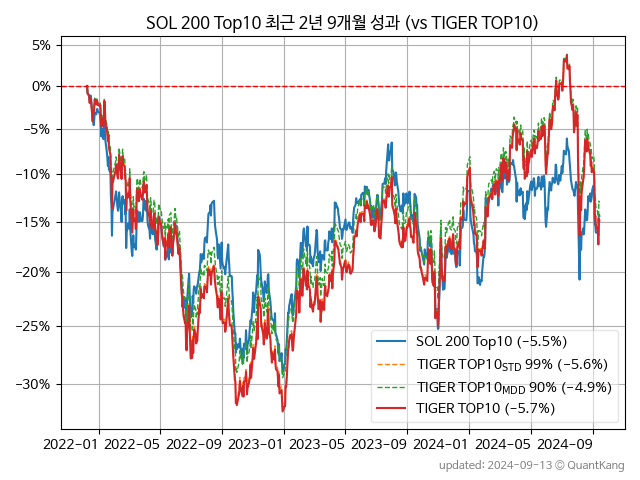 SOL 200 Top10 최근 2년 9개월 성과 (vs TIGER TOP10)
5%
0%
−5%
−10%
−15%
−20%
−25%
−30%
SOL 200 Top10 (−5.5%)
TIGER TOP10STD 99% (−5.6%)
TIGER TOP10MDD 90% (−4.9%)
TIGER TOP10 (−5.7%)
2022-01 2022-05 2022-09 2023-01 2023-05 2023-09 2024-01 2024-05 2024-09
updated: 2024-09-13 ⓒ QuantKang